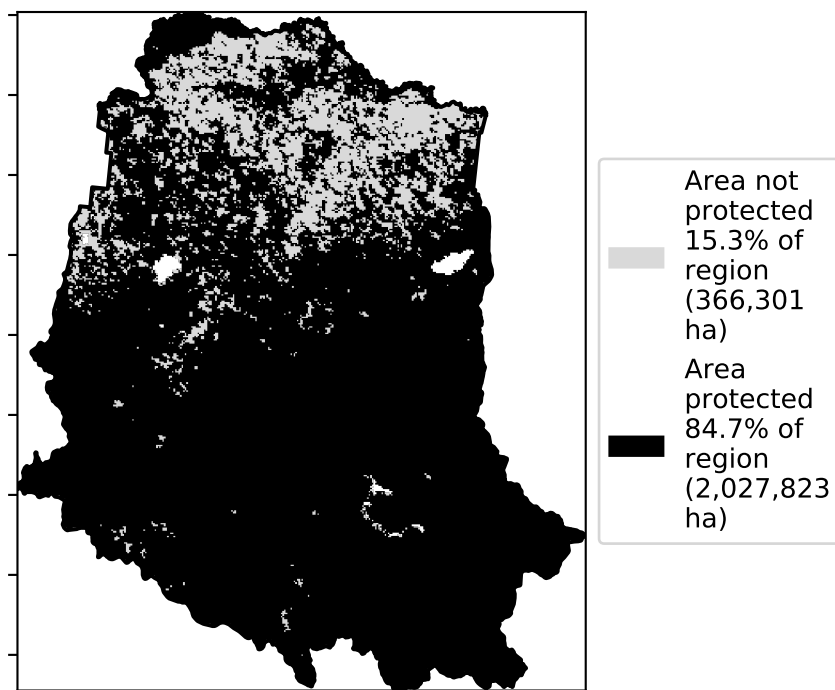 Area not
protected
15.3% of
region
(366,301
ha)
Area
protected
84.7% of
region
(2,027,823
ha)